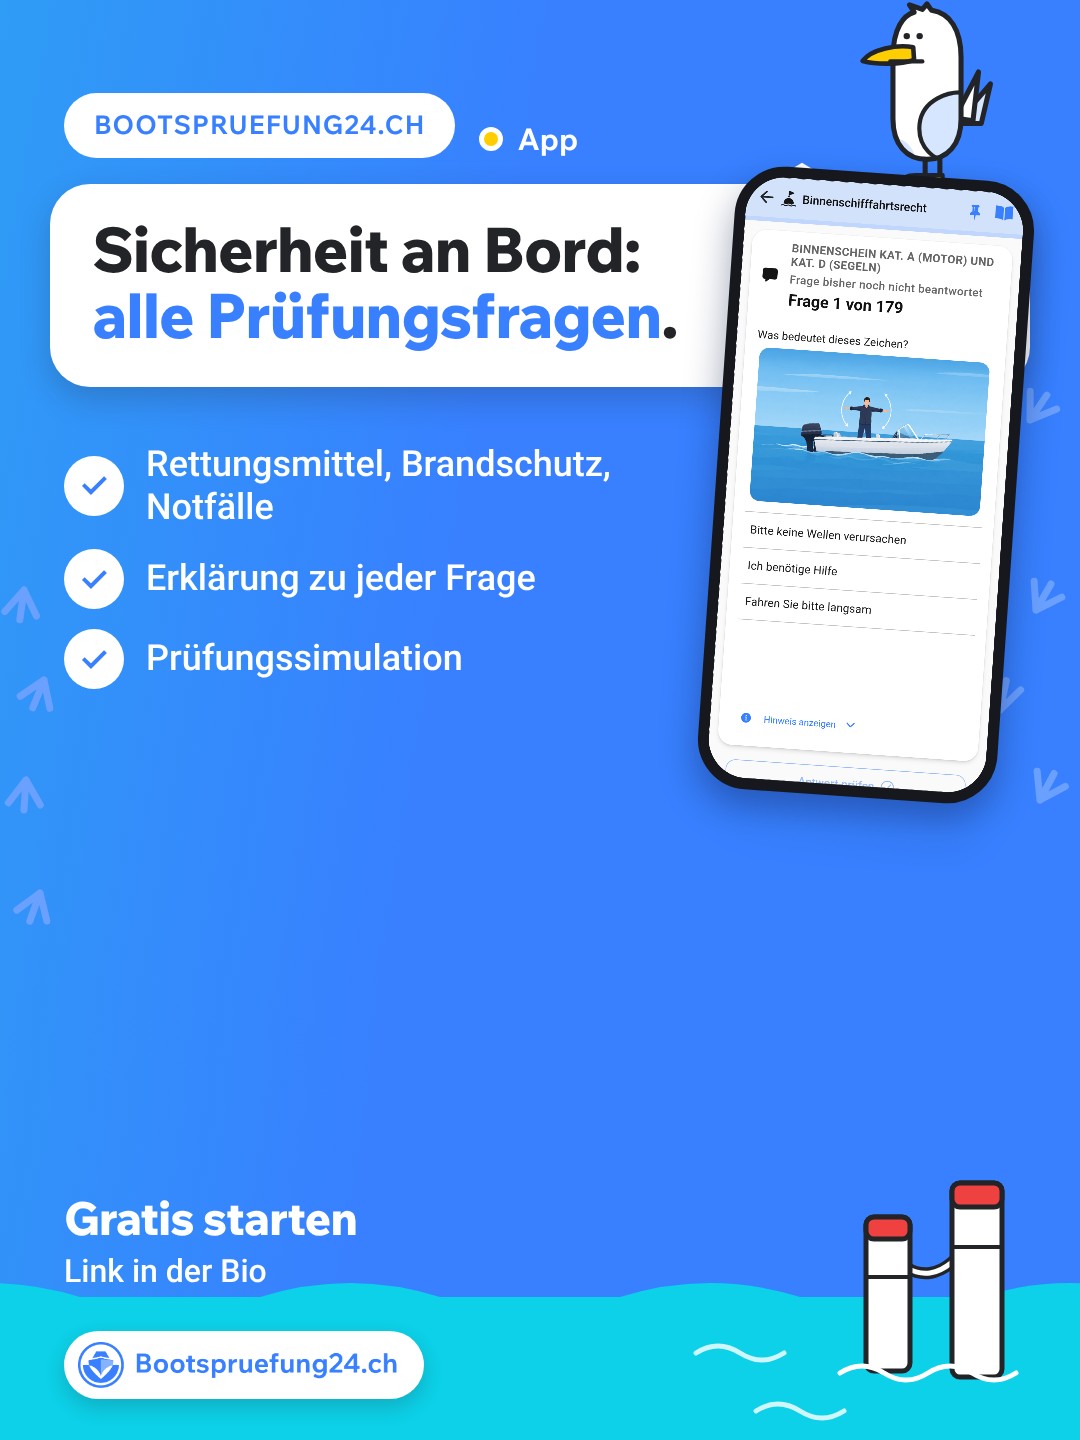 BOOTSPRUEFUNG24.CH
App
Sicherheit an Bord:
alle Prüfungsfragen.
Rettungsmittel, Brandschutz,
Notfälle
Erklärung zu jeder Frage
Prüfungssimulation
Binnenschifffahrtsrecht
BINNENSCHEIN KAT. A (MOTOR) UND
KAT. D (SEGELN)
Frage bisher noch nicht beantwortet
Frage 1 von 179
Was bedeutet dieses Zeichen?
Bitte keine Wellen verursachen
Ich benötige Hilfe
Fahren Sie bitte langsam
Hinweis anzeigen
Antwort prüfen
Gratis starten
Link in der Bio
Bootspruefung24.ch